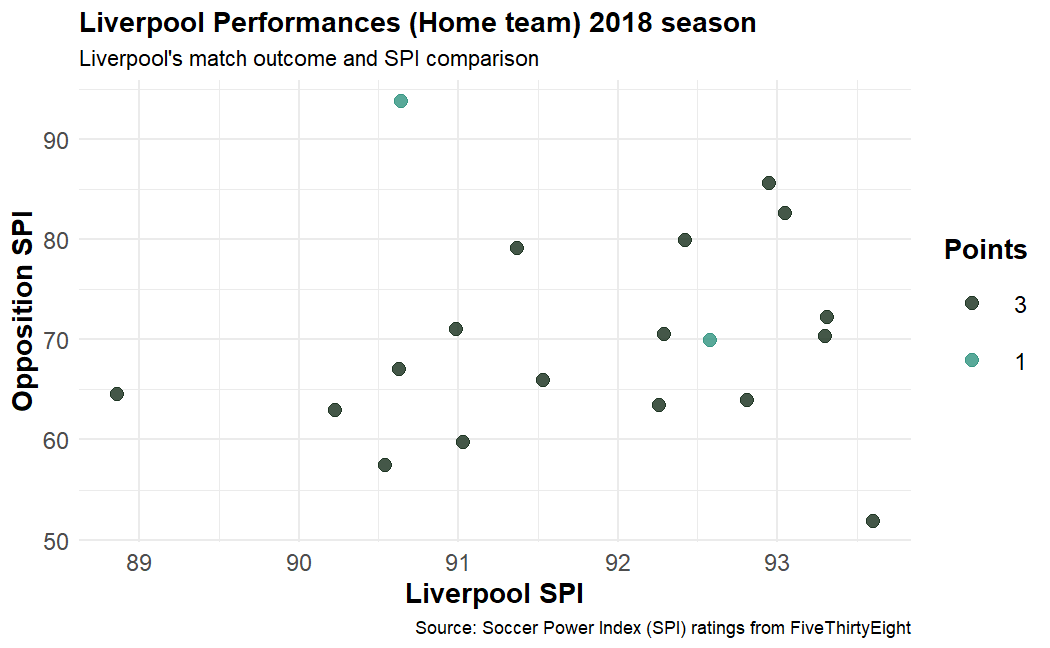 Liverpool Performances (Home team) 2018 season
Liverpool's match outcome and SPI comparison
90
80
70
60
50
Opposition SPI
89 90 91 92 93
Liverpool SPI
Points
3
1
Source: Soccer Power Index (SPI) ratings from FiveThirtyEight